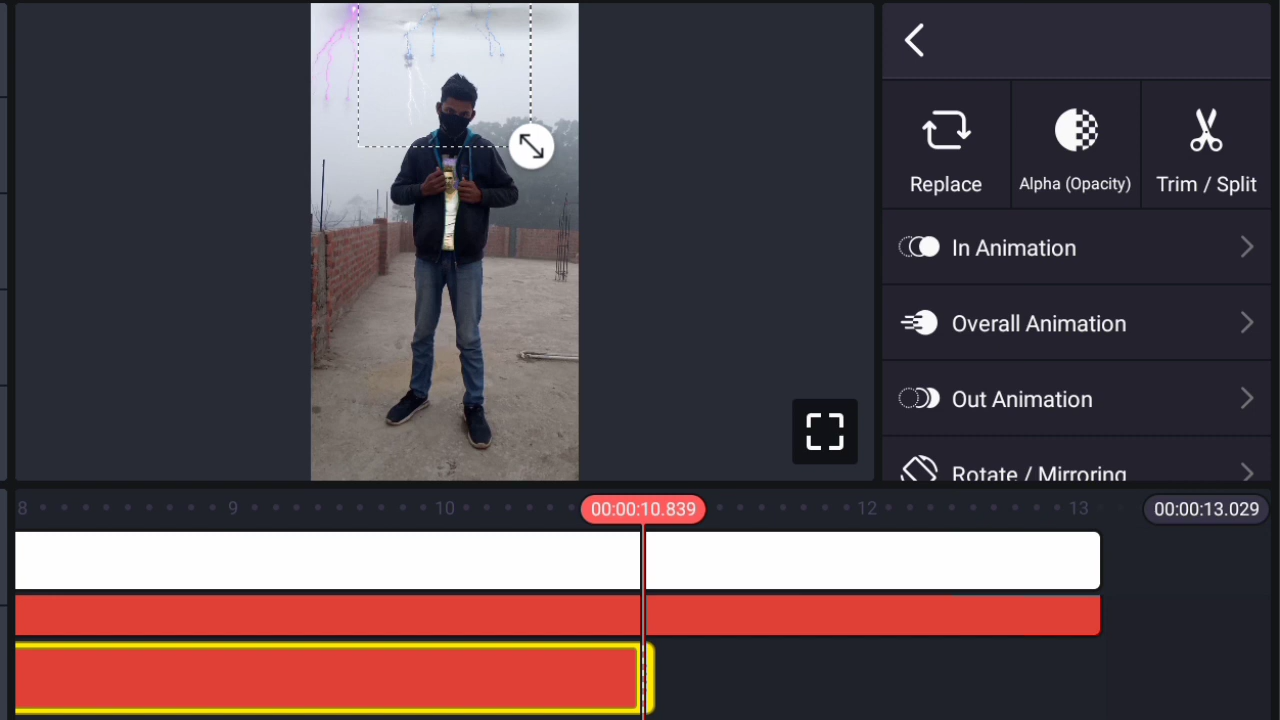 Replace
Alpha (Opacity)
Trim / Split
In Animation
Overall Animation
Out Animation
Rotate / Mirroring
8 9 10 00:00:10.839 12 13 00:00:13.029